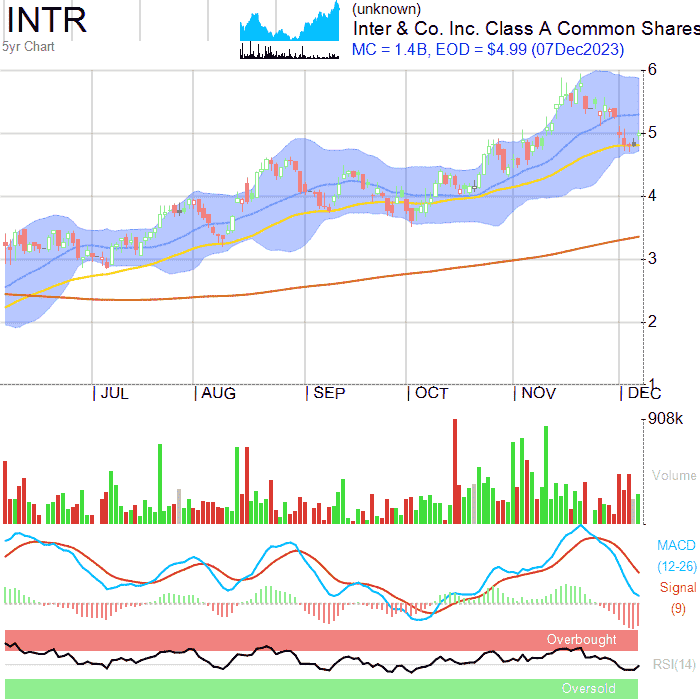 INTR
5yr Chart
(unknown)
Inter & Co. Inc. Class A Common Shares
MC = 1.4B, EOD = $4.99 (07Dec2023)
6
5
4
3
2
1
JUL AUG SEP OCT NOV DEC
908k
Volume
MACD
(12-26)
Signal
(9)
Overbought
RSI(14)
Oversold